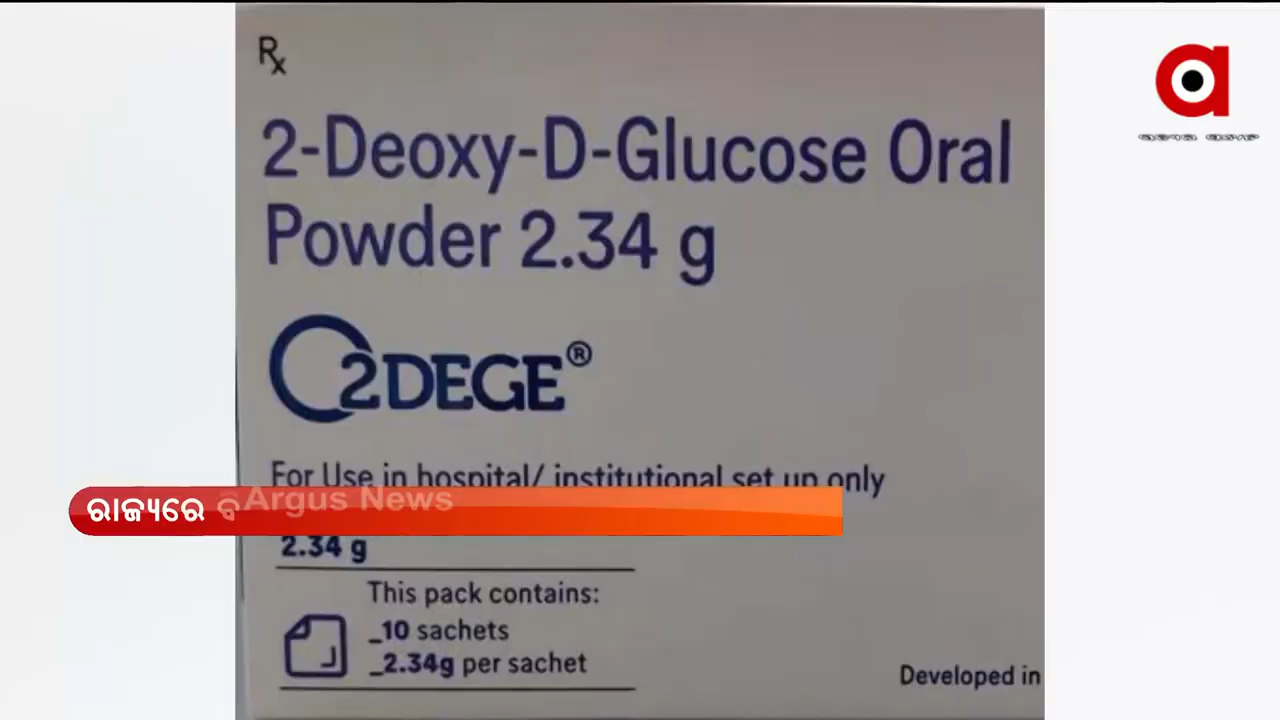 Rx
2-Deoxy-D-Glucose Oral
Powder 2.34 g
2DEGE®
For Use in hospital/ institutional set up only
ରାଜ୍ୟରେ
Argus News
2.34 g
This pack contains:
_10 sachets
_2.34g per sachet
Developed in